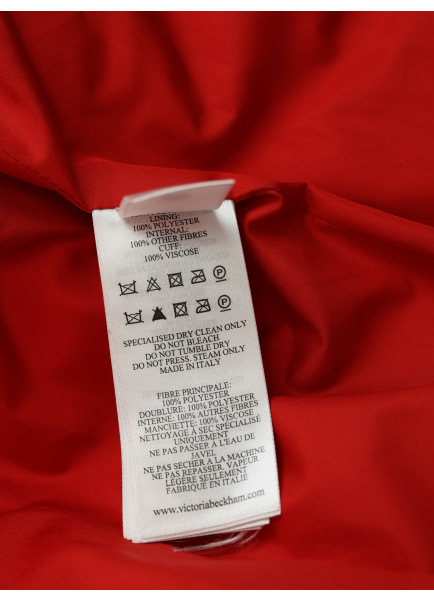 LINING:
100% POLYESTER
INTERNAL:
100% OTHER FIBRES
CUFF:
100% VISCOSE
P
P
SPECIALISED DRY CLEAN ONLY
DO NOT BLEACH
DO NOT TUMBLE DRY
DO NOT PRESS. STEAM ONLY
MADE IN ITALY
FIBRE PRINCIPALE:
100% POLYESTER
DOUBLURE: 100% POLYESTER
INTERNE: 100% AUTRES FIBRES
MANCHETTE: 100% VISCOSE
NETTOYAGE À SEC SPÉCIALISÉ
UNIQUEMENT
NE PAS PASSER À L'EAU DE
JAVEL
NE PAS SECHER A LA MACHINE
NE PAS REPASSER. VAPEUR
LÉGÈRE SEULEMENT
FABRIQUÉ EN ITALIE
www.victoriabeckham.com